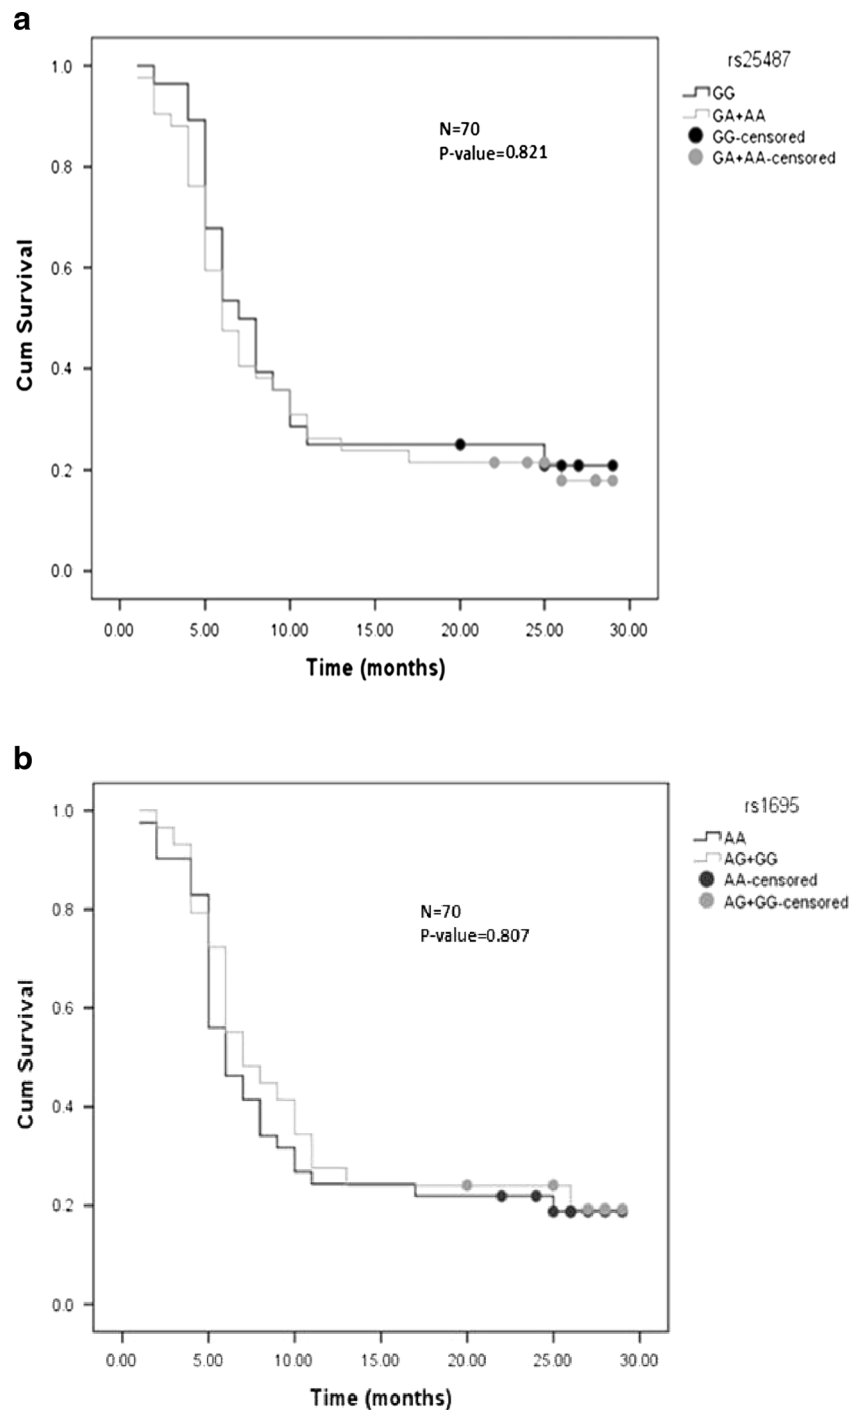 a
rs25487
GG
GA+AA
GG-censored
GA+AA-censored
N=70
P-value=0.821
1.0
0.8
0.6
0.4
0.2
0.0
Cum Survival
0.00 5.00 10.00 15.00 20.00 25.00 30.00
Time (months)
b
rs1695
AA
AG+GG
AA-censored
AG+GG-censored
N=70
P-value=0.807
1.0
0.8
0.6
0.4
0.2
0.0
Cum Survival
0.00 5.00 10.00 15.00 20.00 25.00 30.00
Time (months)